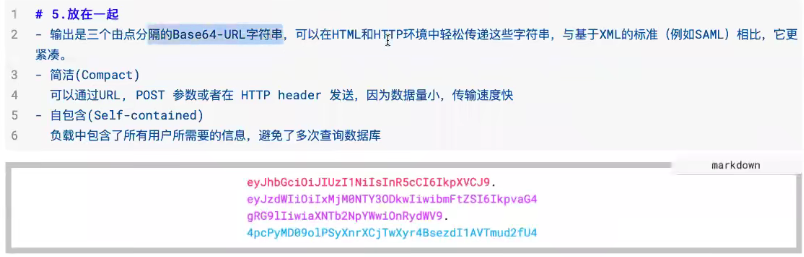 1 # 5.放在一起
2 - 输出是三个由点分隔的Base64-URL字符串，可以在HTML和HTTP环境中轻松传递这些字符串，与基于XML的标准（例如SAML）相比，它更
紧凑。
3 - 简洁(Compact)
4 可以通过URL, POST 参数或者在 HTTP header 发送，因为数据量小，传输速度快
5 - 自包含(Self-contained)
6 负载中包含了所有用户所需要的信息，避免了多次查询数据库
markdown
eyJhbGciOiJIUzI1NiIsInR5cCI6IkpXVCJ9.
eyJzdWIiOiIxMjM0NTY3ODkwIiwibmFtZSI6IkpvaG4
gRG9lIiwiaXNTb2NpYWwiOnRydWV9.
4pcPyMD09olPSyXnrXCjTwXyr4BsezdI1AVTmud2fU4